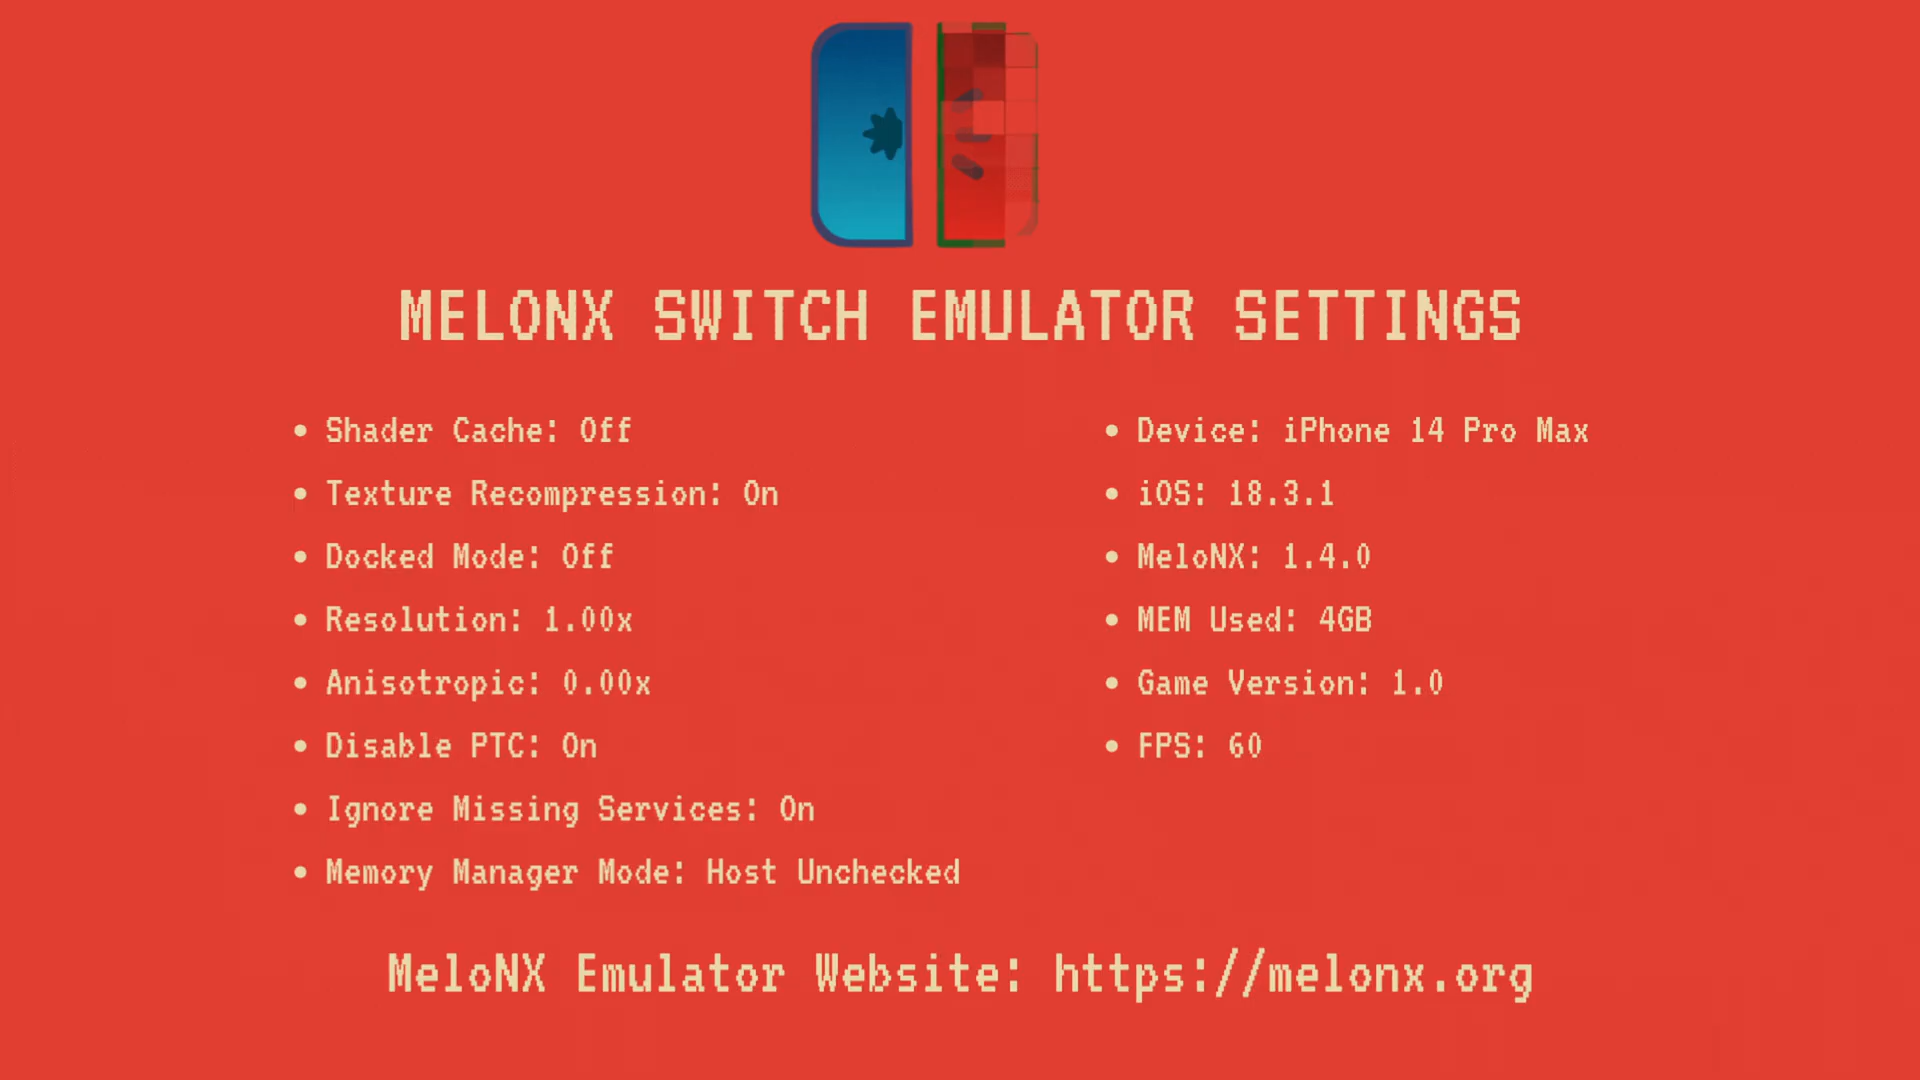 MELONX SWITCH EMULATOR SETTINGS
• Shader Cache: Off
• Texture Recompression: On
• Docked Mode: Off
• Resolution: 1.00x
• Anisotropic: 0.00x
• Disable PTC: On
• Ignore Missing Services: On
• Memory Manager Mode: Host Unchecked
• Device: iPhone 14 Pro Max
• iOS: 18.3.1
• MeloNX: 1.4.0
• MEM Used: 4GB
• Game Version: 1.0
• FPS: 60
MeloNX Emulator Website: https://melonx.org